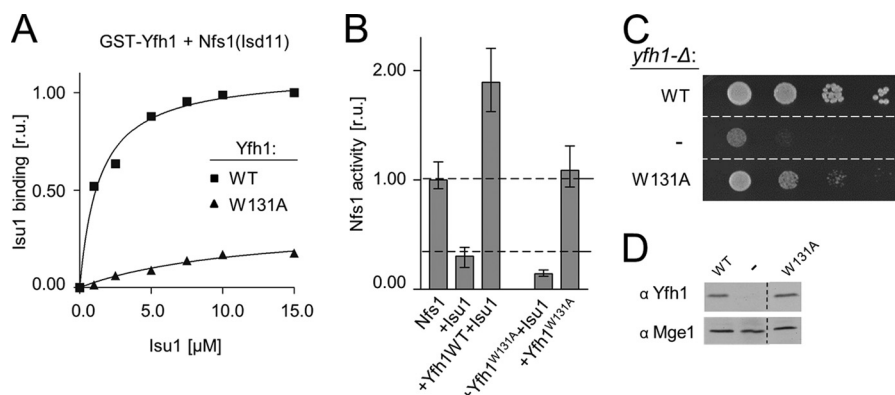 A
GST-Yfh1 + Nfs1(Isd11)
1.00
0.50
0.00
0.0
5.0
10.0
15.0
Isu1 binding [r.u.]
Isu1 [µM]
Yfh1:
WT
W131A
B
2.00
1.00
0.00
Nfs1 activity [r.u.]
Nfs1
+Isu1
+Yfh1WT+Isu1
+Yfh1W131A+Isu1
+Yfh1W131A
C
yfh1-Δ:
WT
-
W131A
D
WT - W131A
α Yfh1
α Mge1